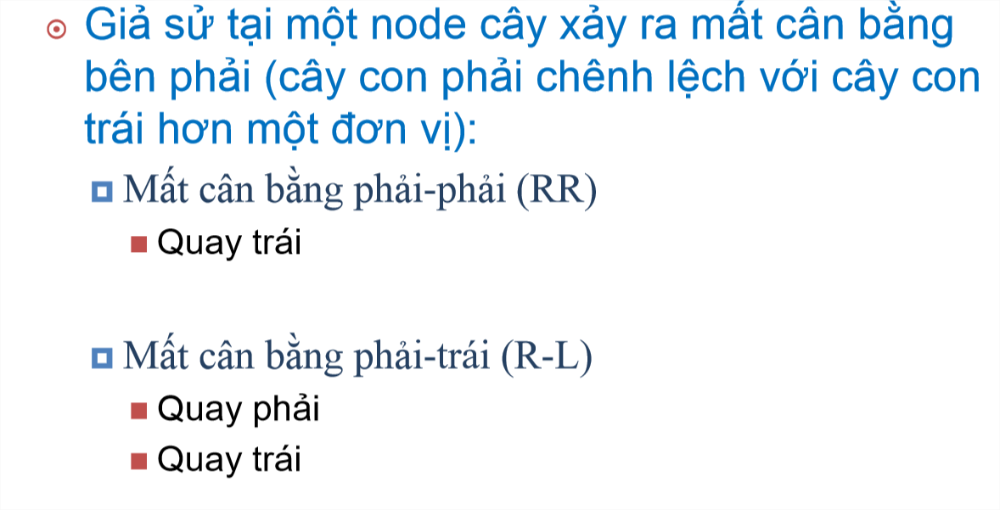 Giả sử tại một node cây xảy ra mất cân bằng
bên phải (cây con phải chênh lệch với cây con
trái hơn một đơn vị):
Mất cân bằng phải-phải (RR)
Quay trái
Mất cân bằng phải-trái (R-L)
Quay phải
Quay trái